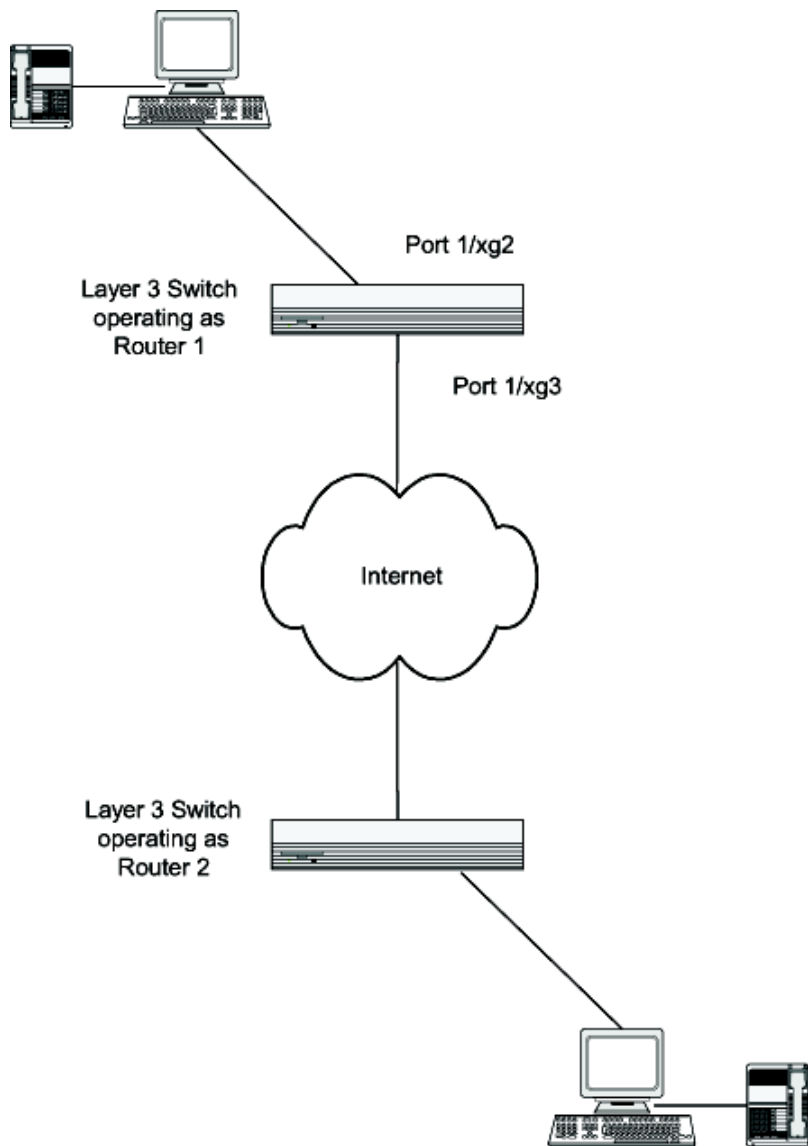 Port 1/xg2
Layer 3 Switch
operating as
Router 1
Port 1/xg3
Internet
Layer 3 Switch
operating as
Router 2